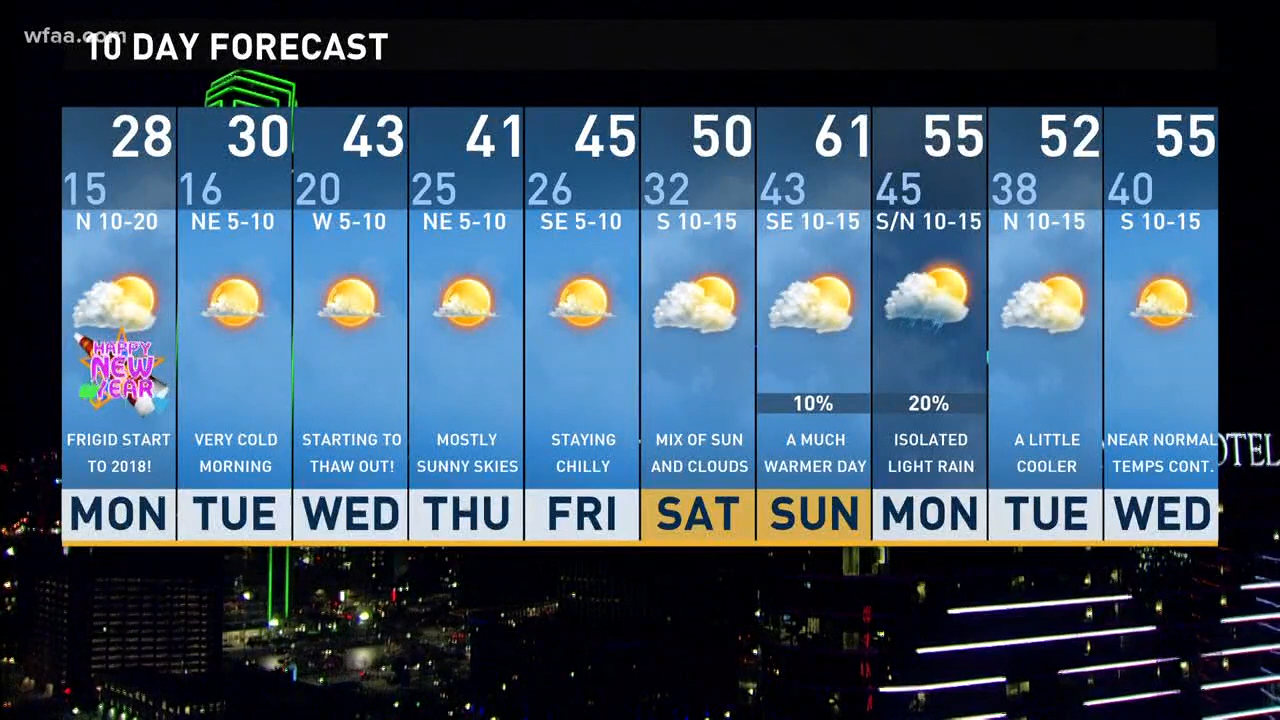 wfaa.com
10 DAY FORECAST
28 30 43 41 45 50 61 55 52 55
15 16 20 25 26 32 43 45 38 40
N 10-20 NE 5-10 W 5-10 NE 5-10 SE 5-10 S 10-15 SE 10-15 S/N 10-15 N 10-15 S 10-15
HAPPY
NEW
YEAR
10% 20%
FRIGID START VERY COLD STARTING TO MOSTLY STAYING MIX OF SUN A MUCH ISOLATED A LITTLE NEAR NORMAL
TO 2018! MORNING THAW OUT! SUNNY SKIES CHILLY AND CLOUDS WARMER DAY LIGHT RAIN COOLER TEMPS CONT.
MON TUE WED THU FRI SAT SUN MON TUE WED